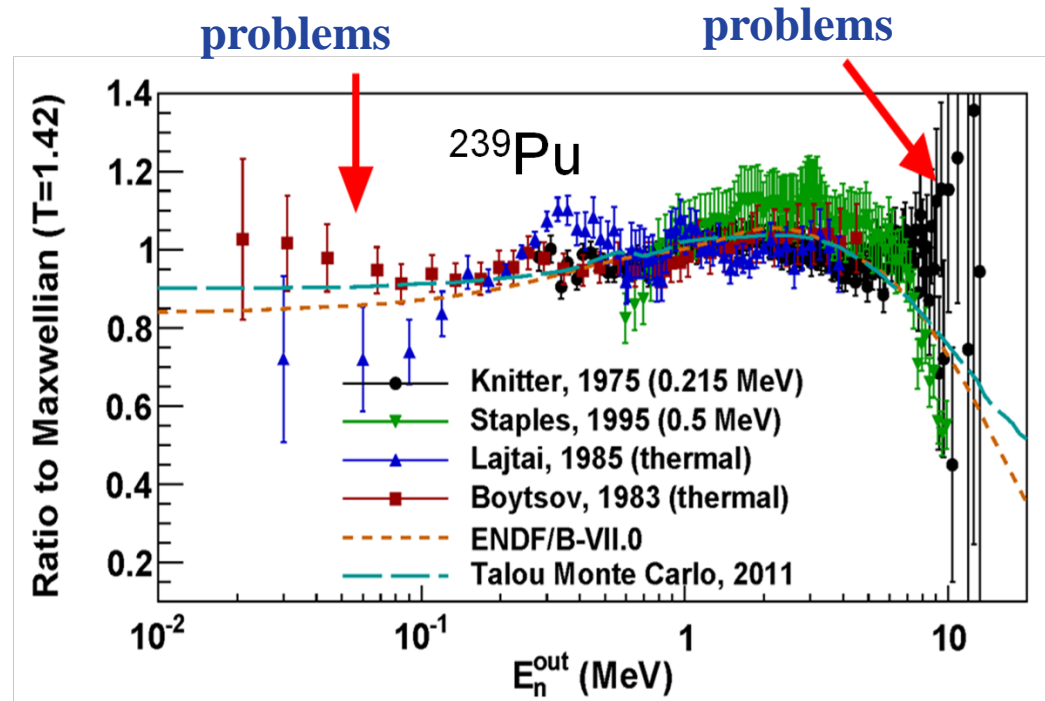 problems
problems
Ratio to Maxwellian (T=1.42)
1.4
1.2
1
0.8
0.6
0.4
0.2
²³⁹Pu
Knitter, 1975 (0.215 MeV)
Staples, 1995 (0.5 MeV)
Lajtai, 1985 (thermal)
Boytsov, 1983 (thermal)
ENDF/B-VII.0
Talou Monte Carlo, 2011
10⁻²
10⁻¹
1
10
Eₙᵒᵘᵗ (MeV)